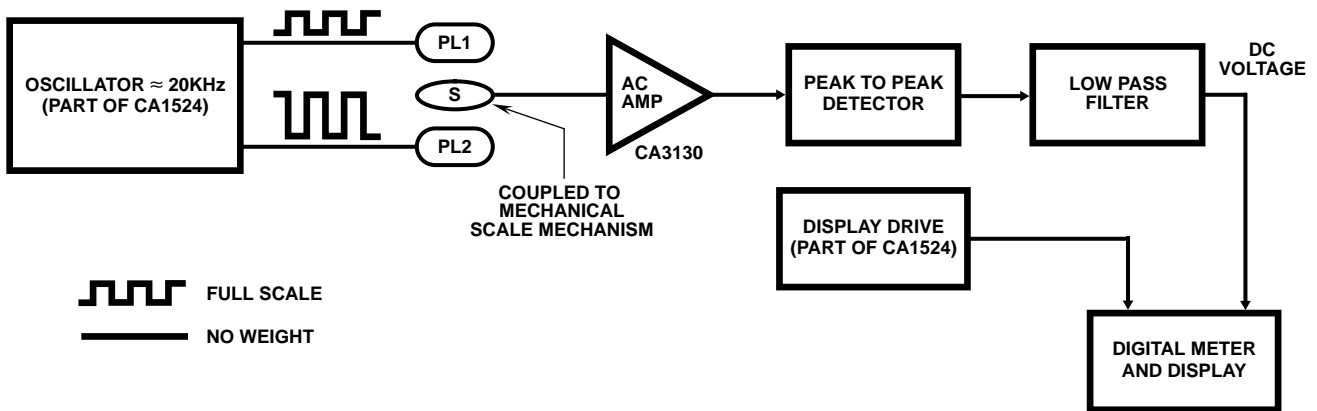 OSCILLATOR ≈ 20KHz
(PART OF CA1524)
PL1
S
PL2
AC
AMP
CA3130
COUPLED TO
MECHANICAL
SCALE MECHANISM
PEAK TO PEAK
DETECTOR
LOW PASS
FILTER
DC
VOLTAGE
DISPLAY DRIVE
(PART OF CA1524)
FULL SCALE
NO WEIGHT
DIGITAL METER
AND DISPLAY